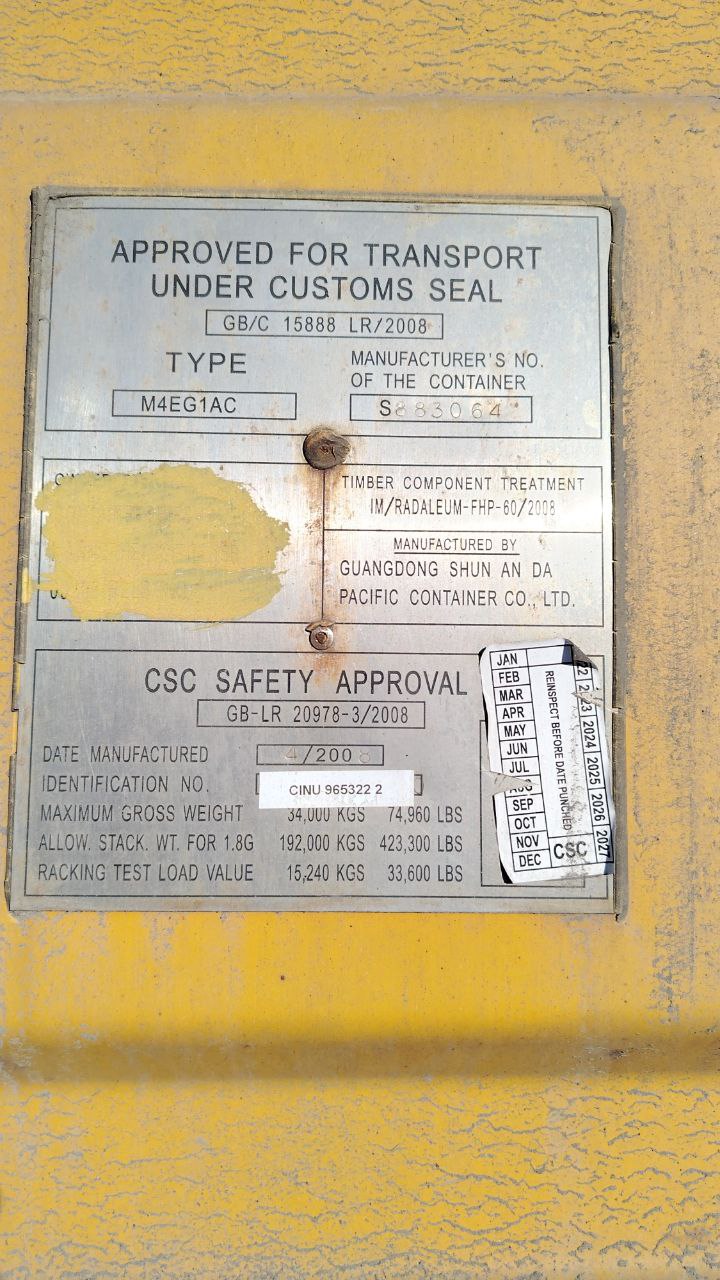 APPROVED FOR TRANSPORT
UNDER CUSTOMS SEAL
GB/C 15888 LR/2008
TYPE
M4EG1AC
MANUFACTURER'S NO.
OF THE CONTAINER
S883064
TIMBER COMPONENT TREATMENT
IM/RADALEUM-FHP-60/2008
MANUFACTURED BY
GUANGDONG SHUN AN DA
PACIFIC CONTAINER CO., LTD.
CSC SAFETY APPROVAL
GB-LR 20978-3/2008
DATE MANUFACTURED 4/2008
IDENTIFICATION NO. CINU 965322 2
MAXIMUM GROSS WEIGHT 34,000 KGS 74,960 LBS
ALLOW. STACK. WT. FOR 1.8G 192,000 KGS 423,300 LBS
RACKING TEST LOAD VALUE 15,240 KGS 33,600 LBS
JAN
FEB
MAR
APR
MAY
JUN
JUL
AUG
SEP
OCT
NOV
DEC
REINSPECT BEFORE DATE PUNCHED
CSC
2024 2025 2026 2027